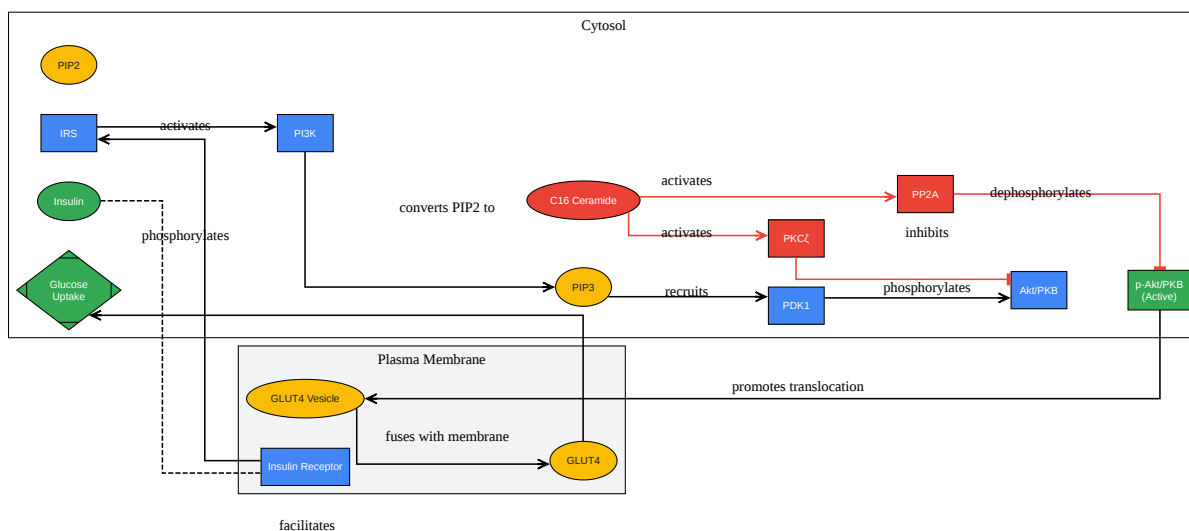 Cytosol
PIP2
IRS
activates
PI3K
Insulin
phosphorylates
converts PIP2 to
C16 Ceramide
activates
activates
PP2A
dephosphorylates
PKCζ
inhibits
Glucose
Uptake
PIP3
recruits
PDK1
phosphorylates
Akt/PKB
p-Akt/PKB
(Active)
Plasma Membrane
GLUT4 Vesicle
promotes translocation
fuses with membrane
Insulin Receptor
GLUT4
facilitates